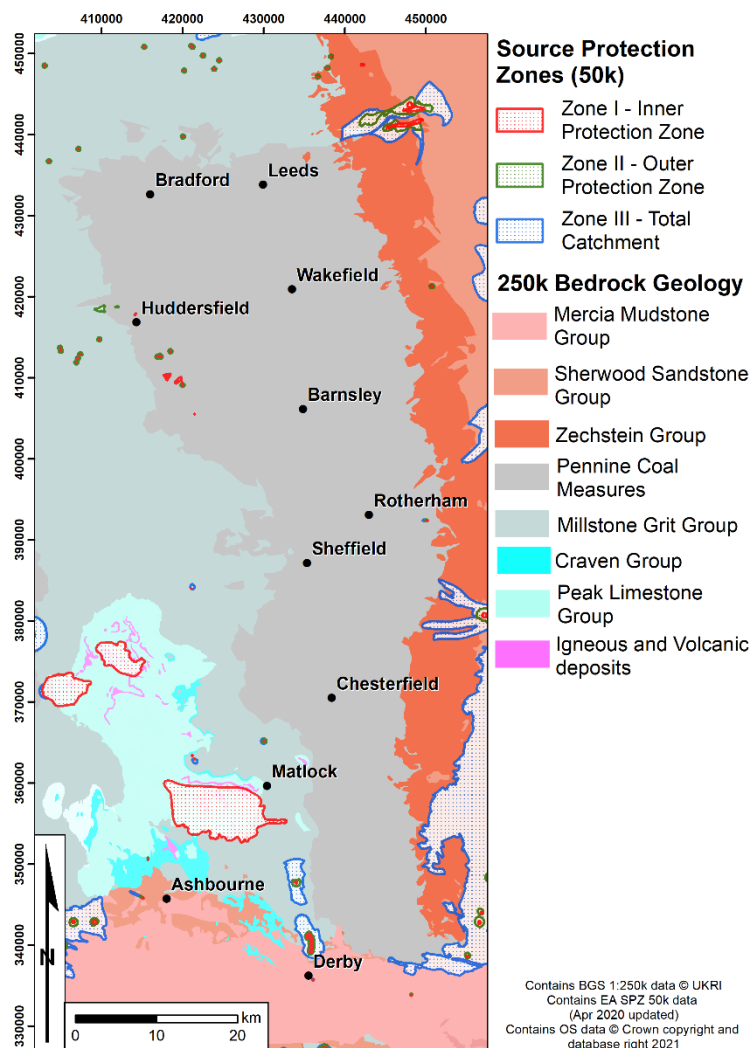 410000 420000 430000 440000 450000
450000
440000
430000
420000
410000
400000
390000
380000
370000
360000
350000
340000
330000
Bradford
Leeds
Wakefield
Huddersfield
Barnsley
Rotherham
Sheffield
Chesterfield
Matlock
Ashbourne
Derby
N
km
0 10 20
Source Protection
Zones (50k)
Zone I - Inner
Protection Zone
Zone II - Outer
Protection Zone
Zone III - Total
Catchment
250k Bedrock Geology
Mercia Mudstone
Group
Sherwood Sandstone
Group
Zechstein Group
Pennine Coal
Measures
Millstone Grit Group
Craven Group
Peak Limestone
Group
Igneous and Volcanic
deposits
Contains BGS 1:250k data © UKRI
Contains EA SPZ 50k data
(Apr 2020 updated)
Contains OS data © Crown copyright and
database right 2021